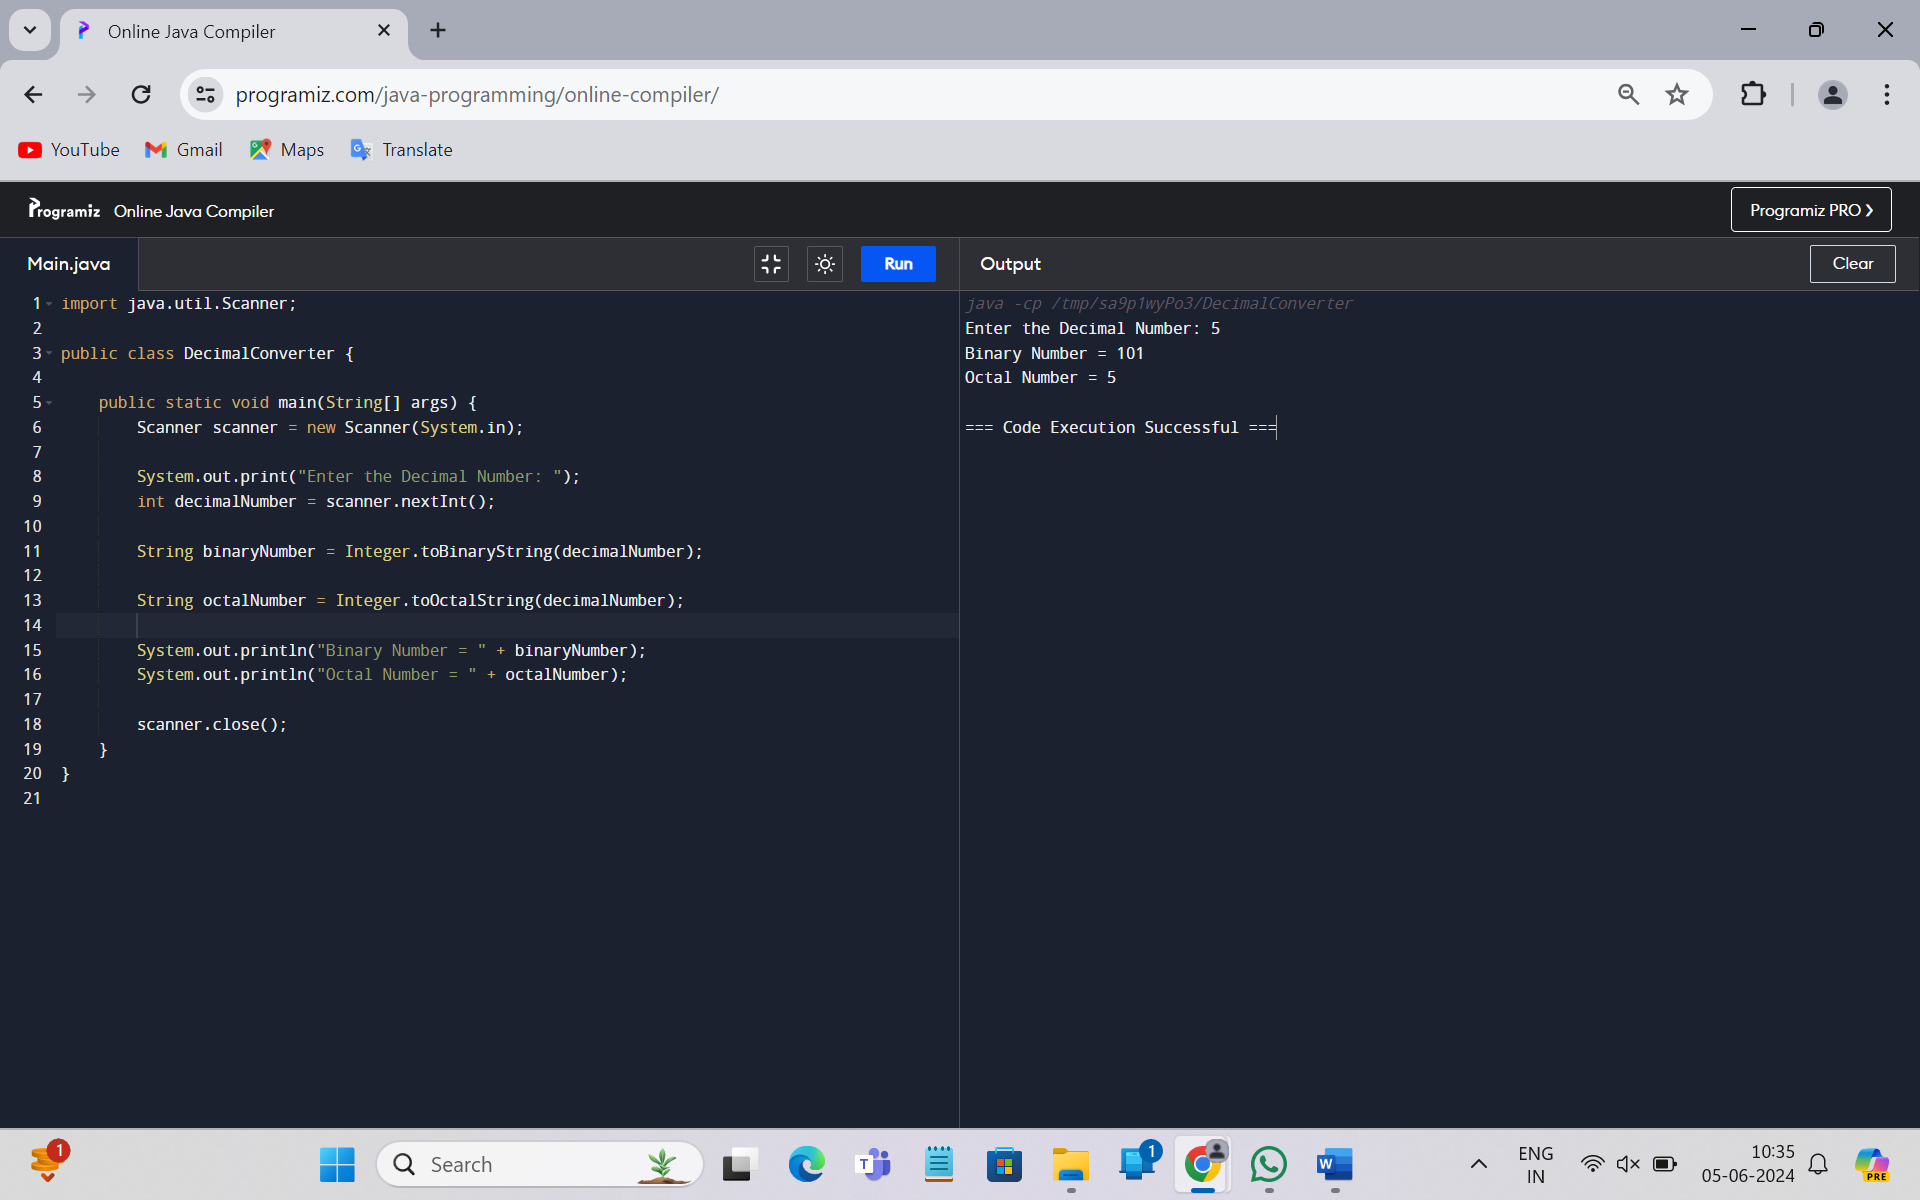 Online Java Compiler
programiz.com/java-programming/online-compiler/
YouTube Gmail Maps Translate
Programiz Online Java Compiler Programiz PRO ❯
Main.java Run
1 import java.util.Scanner;
2
3 public class DecimalConverter {
4
5 public static void main(String[] args) {
6 Scanner scanner = new Scanner(System.in);
7
8 System.out.print("Enter the Decimal Number: ");
9 int decimalNumber = scanner.nextInt();
10
11 String binaryNumber = Integer.toBinaryString(decimalNumber);
12
13 String octalNumber = Integer.toOctalString(decimalNumber);
14
15 System.out.println("Binary Number = " + binaryNumber);
16 System.out.println("Octal Number = " + octalNumber);
17
18 scanner.close();
19 }
20 }
21
Output Clear
java -cp /tmp/sa9p1wyPo3/DecimalConverter
Enter the Decimal Number: 5
Binary Number = 101
Octal Number = 5
=== Code Execution Successful ===
1
Search
1
ENG
IN
10:35
05-06-2024
PRE